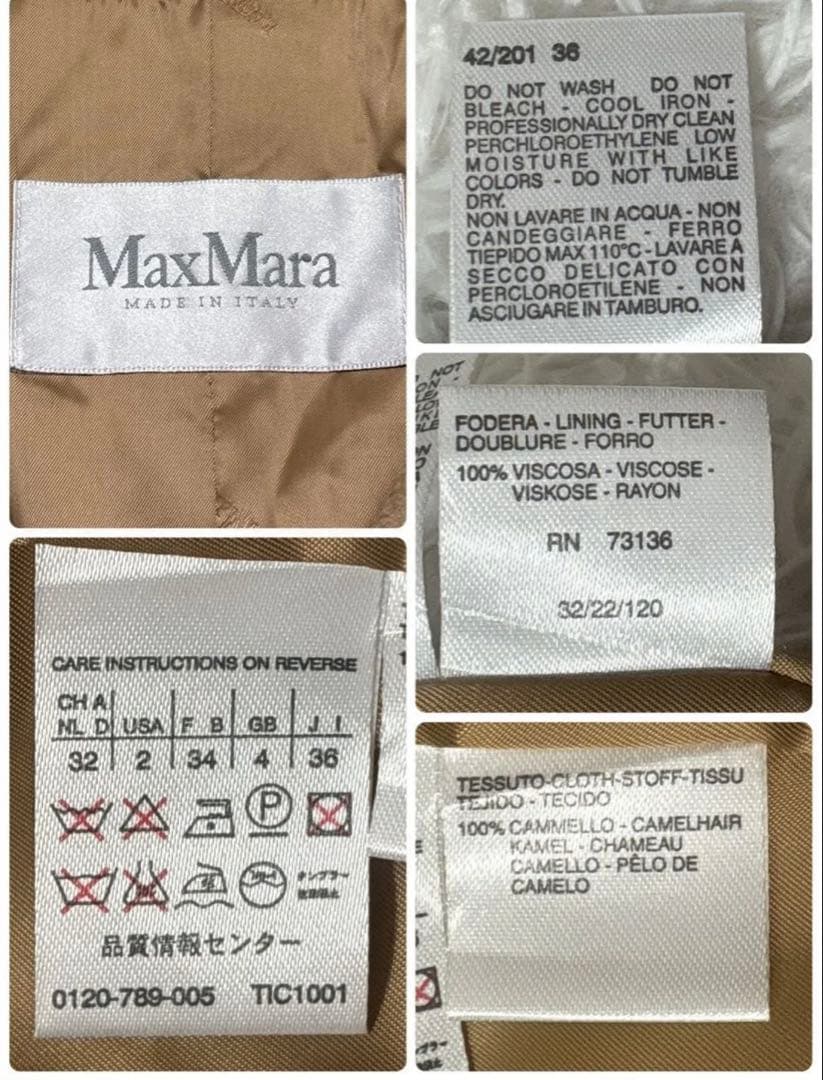 MaxMara
MADE IN ITALY
42/201 36
DO NOT WASH DO NOT
BLEACH - COOL IRON -
PROFESSIONALLY DRY CLEAN
PERCHLOROETHYLENE LOW
MOISTURE WITH LIKE
COLORS - DO NOT TUMBLE
DRY.
NON LAVARE IN ACQUA - NON
CANDEGGIARE - FERRO
TIEPIDO MAX 110°C - LAVARE A
SECCO DELICATO CON
PERCLOROETILENE - NON
ASCIUGARE IN TAMBURO.
NOT
FODERA - LINING - FUTTER -
DOUBLURE - FORRO
100% VISCOSA - VISCOSE -
VISKOSE - RAYON
RN 73136
32/22/120
CARE INSTRUCTIONS ON REVERSE
CH A
NL D USA F B GB J I
32 2 34 4 36
P
品質情報センター
0120-789-005 TIC1001
TESSUTO-CLOTH-STOFF-TISSU
TEJIDO - TECIDO
100% CAMMELLO - CAMELHAIR
KAMEL - CHAMEAU
CAMELLO - PÊLO DE
CAMELO